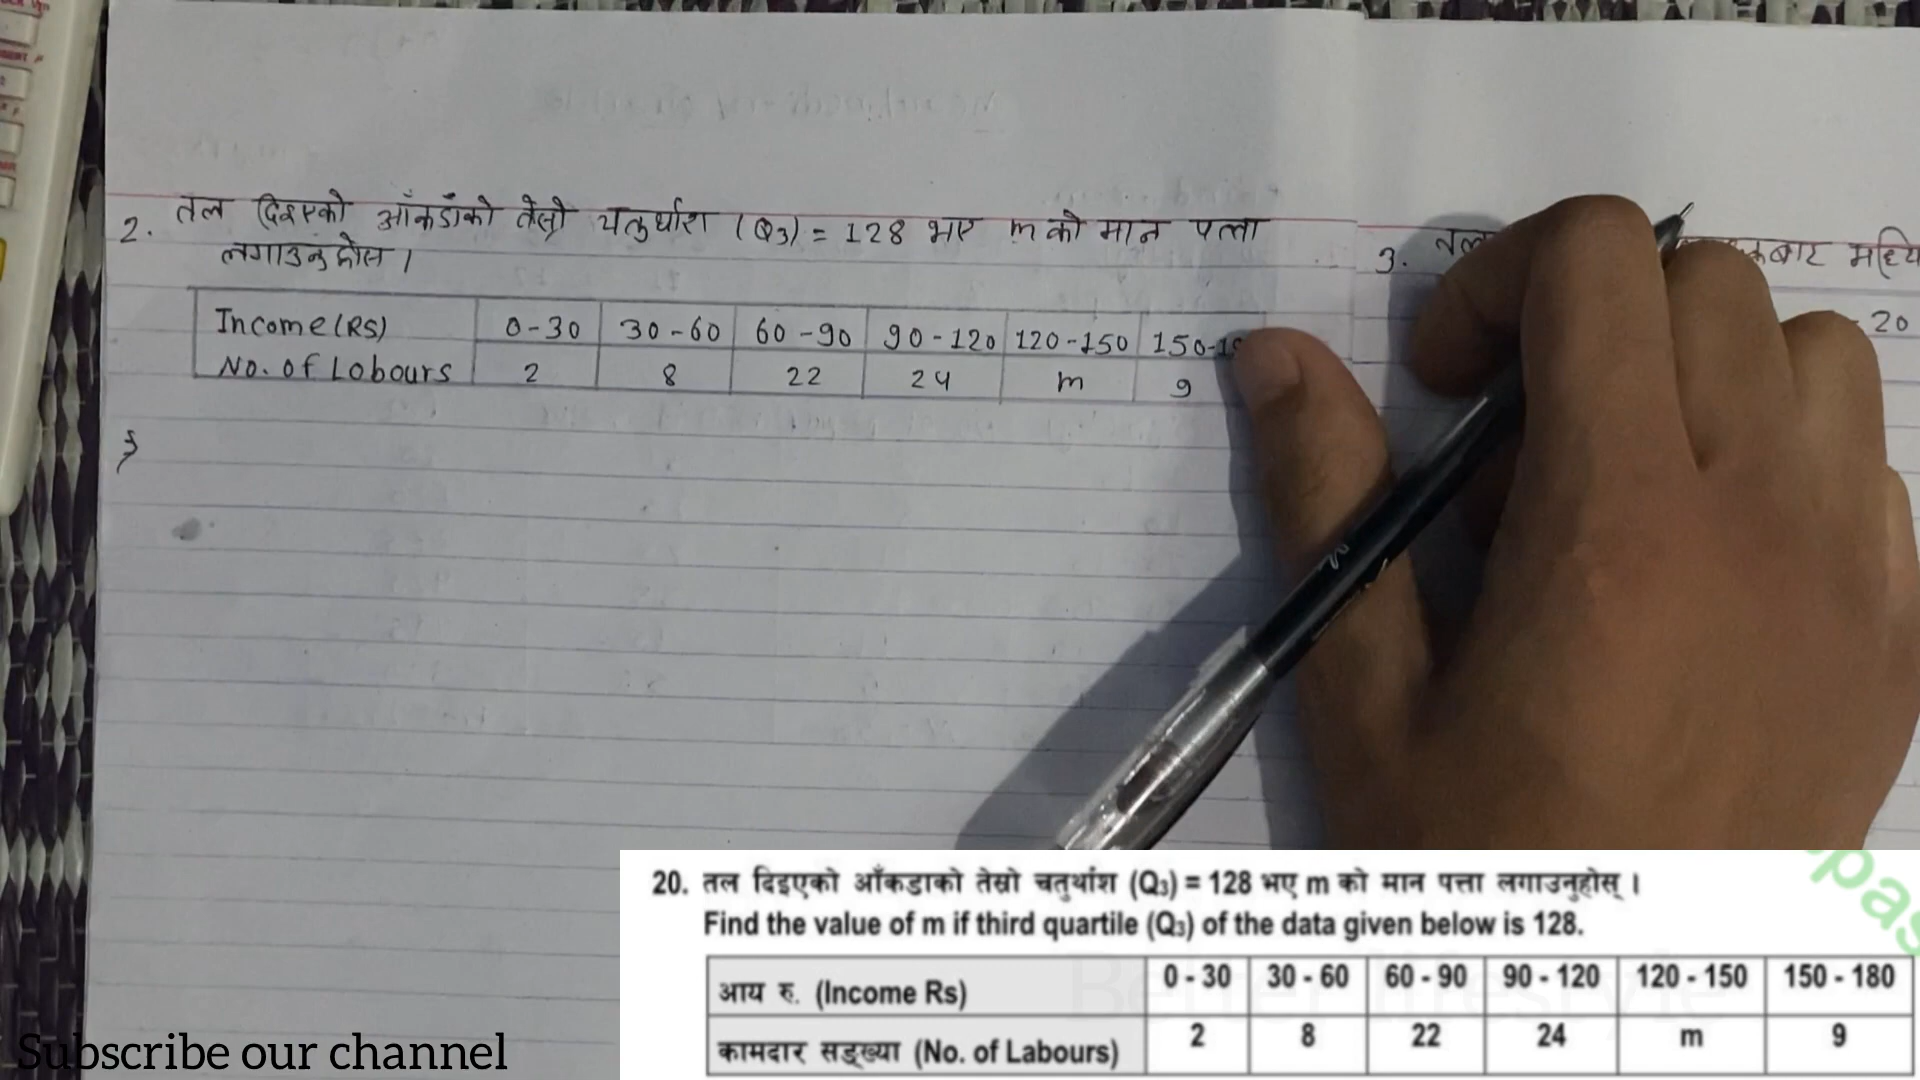 2. तल दिइएको आँकडाँको तेस्रो चतुर्थांश (Q3) = 128 भए m को मान पत्ता
लगाउनुहोस ।
Income(RS) 0-30 30-60 60-90 90-120 120-150 150-
No. of Lobours 2 8 22 24 m 9
3. तल
मध्यि
20
20. तल दिइएको आँकडाको तेस्रो चतुर्थांश (Q₃) = 128 भए m को मान पत्ता लगाउनुहोस् ।
Find the value of m if third quartile (Q₃) of the data given below is 128.
आय रु. (Income Rs) 0 - 30 30 - 60 60 - 90 90 - 120 120 - 150 150 - 180
कामदार सङ्ख्या (No. of Labours) 2 8 22 24 m 9
Subscribe our channel